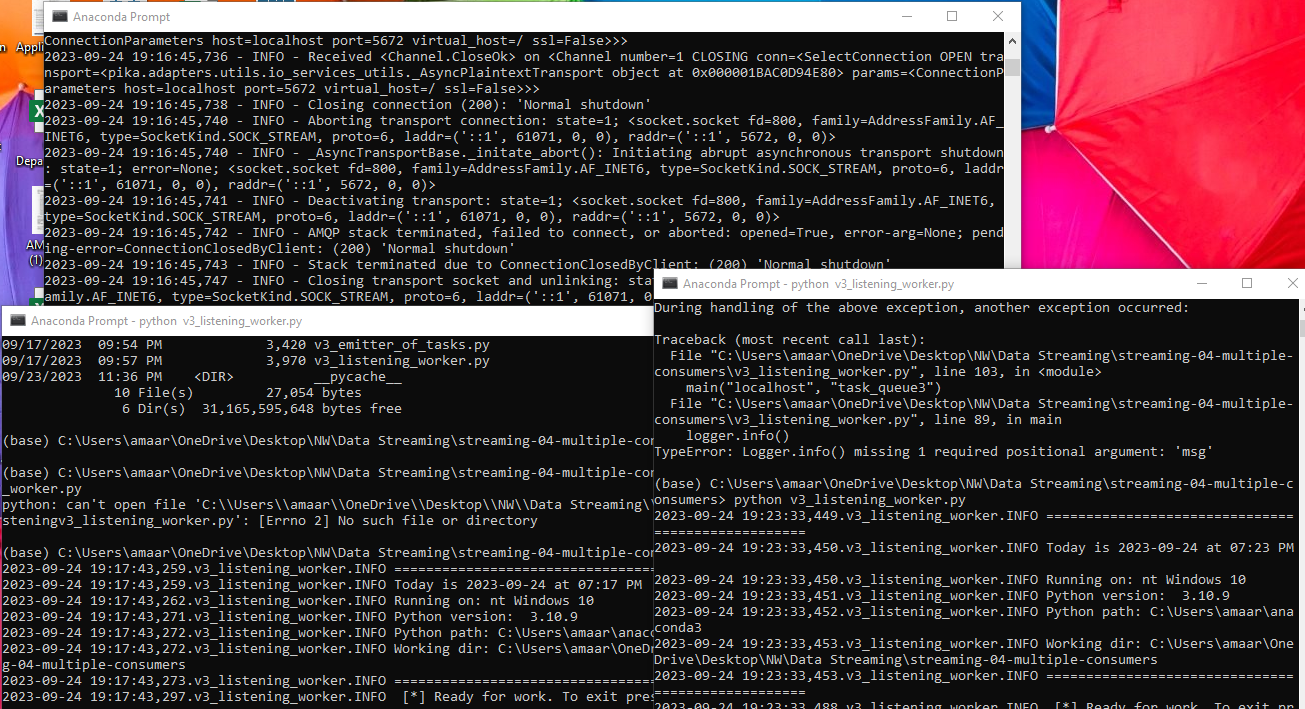 Appli
Depa
AM
(1)
Anaconda Prompt
ConnectionParameters host=localhost port=5672 virtual_host=/ ssl=False>>>
2023-09-24 19:16:45,736 - INFO - Received <Channel.CloseOk> on <Channel number=1 CLOSING conn=<SelectConnection OPEN tra
nsport=<pika.adapters.utils.io_services_utils._AsyncPlaintextTransport object at 0x000001BAC0D94E80> params=<ConnectionP
arameters host=localhost port=5672 virtual_host=/ ssl=False>>>
2023-09-24 19:16:45,738 - INFO - Closing connection (200): 'Normal shutdown'
2023-09-24 19:16:45,740 - INFO - Aborting transport connection: state=1; <socket.socket fd=800, family=AddressFamily.AF_
INET6, type=SocketKind.SOCK_STREAM, proto=6, laddr=('::1', 61071, 0, 0), raddr=('::1', 5672, 0, 0)>
2023-09-24 19:16:45,740 - INFO - _AsyncTransportBase._initate_abort(): Initiating abrupt asynchronous transport shutdown
: state=1; error=None; <socket.socket fd=800, family=AddressFamily.AF_INET6, type=SocketKind.SOCK_STREAM, proto=6, laddr
=('::1', 61071, 0, 0), raddr=('::1', 5672, 0, 0)>
2023-09-24 19:16:45,741 - INFO - Deactivating transport: state=1; <socket.socket fd=800, family=AddressFamily.AF_INET6,
type=SocketKind.SOCK_STREAM, proto=6, laddr=('::1', 61071, 0, 0), raddr=('::1', 5672, 0, 0)>
2023-09-24 19:16:45,742 - INFO - AMQP stack terminated, failed to connect, or aborted: opened=True, error-arg=None; pend
ing-error=ConnectionClosedByClient: (200) 'Normal shutdown'
2023-09-24 19:16:45,743 - INFO - Stack terminated due to ConnectionClosedByClient: (200) 'Normal shutdown'
2023-09-24 19:16:45,747 - INFO - Closing transport socket and unlinking: sta
amily.AF_INET6, type=SocketKind.SOCK_STREAM, proto=6, laddr=('::1', 61071, 0
Anaconda Prompt - python v3_listening_worker.py
09/17/2023  09:54 PM             3,420 v3_emitter_of_tasks.py
09/17/2023  09:57 PM             3,970 v3_listening_worker.py
09/23/2023  11:36 PM    <DIR>          __pycache__
10 File(s)         27,054 bytes
6 Dir(s)  31,165,595,648 bytes free
(base) C:\Users\amaar\OneDrive\Desktop\NW\Data Streaming\streaming-04-multiple-con
(base) C:\Users\amaar\OneDrive\Desktop\NW\Data Streaming\streaming-04-multiple-con
_worker.py
python: can't open file 'C:\\Users\\amaar\\OneDrive\\Desktop\\NW\\Data Streaming\\
steningv3_listening_worker.py': [Errno 2] No such file or directory
(base) C:\Users\amaar\OneDrive\Desktop\NW\Data Streaming\streaming-04-multiple-con
2023-09-24 19:17:43,259.v3_listening_worker.INFO =================================
2023-09-24 19:17:43,259.v3_listening_worker.INFO Today is 2023-09-24 at 07:17 PM
2023-09-24 19:17:43,262.v3_listening_worker.INFO Running on: nt Windows 10
2023-09-24 19:17:43,271.v3_listening_worker.INFO Python version:  3.10.9
2023-09-24 19:17:43,272.v3_listening_worker.INFO Python path: C:\Users\amaar\anaco
2023-09-24 19:17:43,272.v3_listening_worker.INFO Working dir: C:\Users\amaar\OneDr
g-04-multiple-consumers
2023-09-24 19:17:43,273.v3_listening_worker.INFO =================================
2023-09-24 19:17:43,297.v3_listening_worker.INFO  [*] Ready for work. To exit pres
Anaconda Prompt - python v3_listening_worker.py
During handling of the above exception, another exception occurred:
Traceback (most recent call last):
File "C:\Users\amaar\OneDrive\Desktop\NW\Data Streaming\streaming-04-multiple-
consumers\v3_listening_worker.py", line 103, in <module>
main("localhost", "task_queue3")
File "C:\Users\amaar\OneDrive\Desktop\NW\Data Streaming\streaming-04-multiple-
consumers\v3_listening_worker.py", line 89, in main
logger.info()
TypeError: Logger.info() missing 1 required positional argument: 'msg'
(base) C:\Users\amaar\OneDrive\Desktop\NW\Data Streaming\streaming-04-multiple-c
onsumers> python v3_listening_worker.py
2023-09-24 19:23:33,449.v3_listening_worker.INFO ===============================
===================
2023-09-24 19:23:33,450.v3_listening_worker.INFO Today is 2023-09-24 at 07:23 PM
2023-09-24 19:23:33,450.v3_listening_worker.INFO Running on: nt Windows 10
2023-09-24 19:23:33,451.v3_listening_worker.INFO Python version:  3.10.9
2023-09-24 19:23:33,452.v3_listening_worker.INFO Python path: C:\Users\amaar\ana
conda3
2023-09-24 19:23:33,453.v3_listening_worker.INFO Working dir: C:\Users\amaar\One
Drive\Desktop\NW\Data Streaming\streaming-04-multiple-consumers
2023-09-24 19:23:33,453.v3_listening_worker.INFO ===============================
===================
2023-09-24 19:23:33,488.v3_listening_worker.INFO  [*] Ready for work. To exit pr